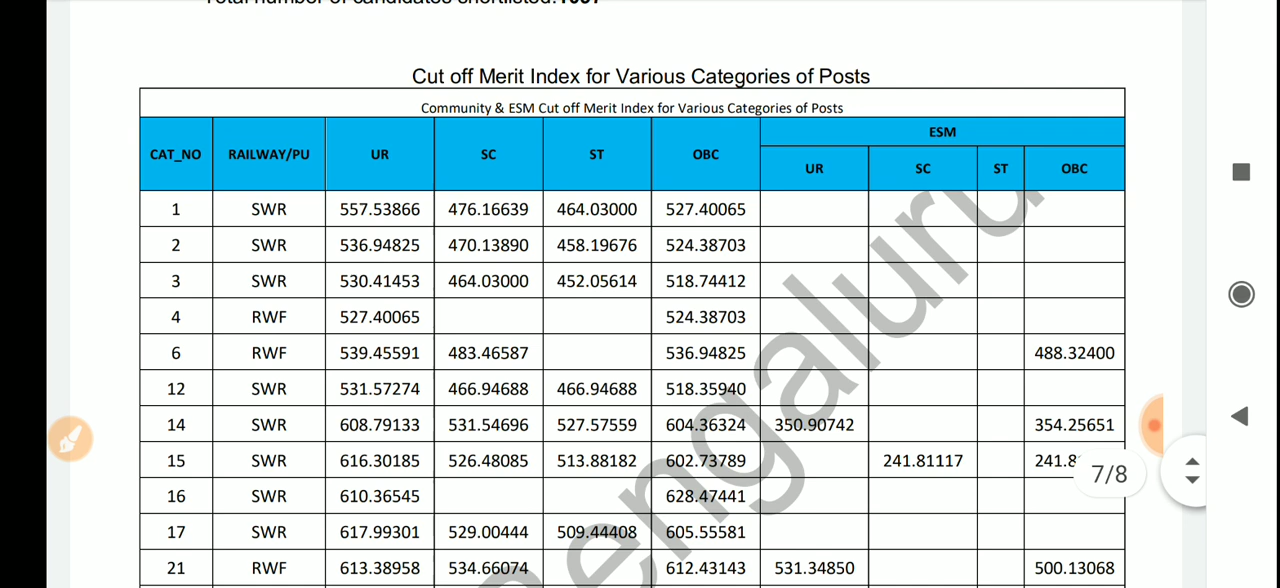 Total number of candidates shortlisted:1057
Cut off Merit Index for Various Categories of Posts
Community & ESM Cut off Merit Index for Various Categories of Posts
CAT_NO RAILWAY/PU UR SC ST OBC ESM
UR SC ST OBC
1 SWR 557.53866 476.16639 464.03000 527.40065
2 SWR 536.94825 470.13890 458.19676 524.38703
3 SWR 530.41453 464.03000 452.05614 518.74412
4 RWF 527.40065 524.38703
6 RWF 539.45591 483.46587 536.94825 488.32400
12 SWR 531.57274 466.94688 466.94688 518.35940
14 SWR 608.79133 531.54696 527.57559 604.36324 350.90742 354.25651
15 SWR 616.30185 526.48085 513.88182 602.73789 241.81117
16 SWR 610.36545 628.47441
17 SWR 617.99301 529.00444 509.44408 605.55581
21 RWF 613.38958 534.66074 612.43143 531.34850 500.13068
Bengaluru
7/8